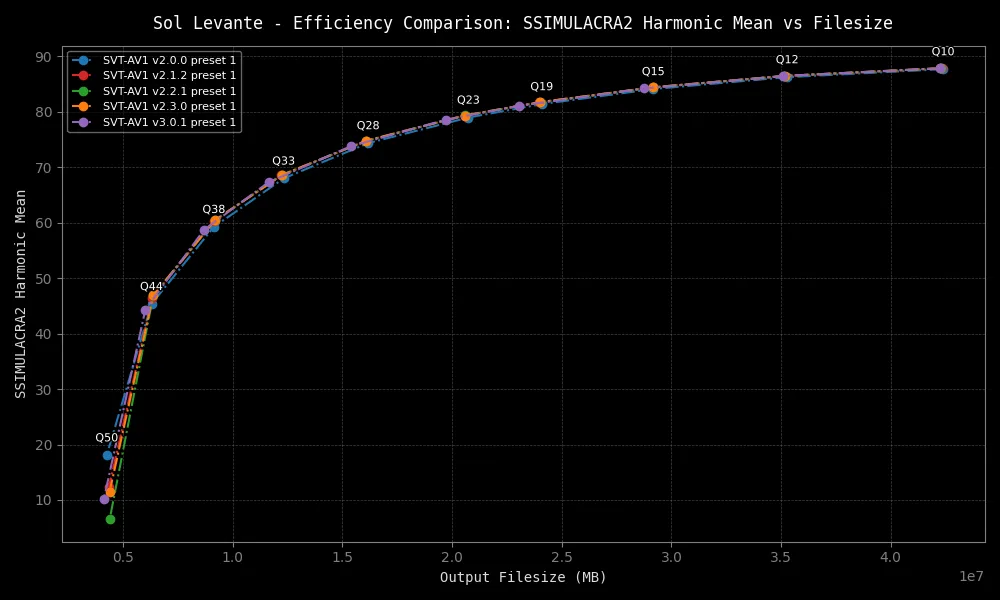 Sol Levante - Efficiency Comparison: SSIMULACRA2 Harmonic Mean vs Filesize
SVT-AV1 v2.0.0 preset 1
SVT-AV1 v2.1.2 preset 1
SVT-AV1 v2.2.1 preset 1
SVT-AV1 v2.3.0 preset 1
SVT-AV1 v3.0.1 preset 1
90
80
70
60
50
40
30
20
10
SSIMULACRA2 Harmonic Mean
Q50
Q44
Q38
Q33
Q28
Q23
Q19
Q15
Q12
Q10
0.5 1.0 1.5 2.0 2.5 3.0 3.5 4.0
1e7
Output Filesize (MB)